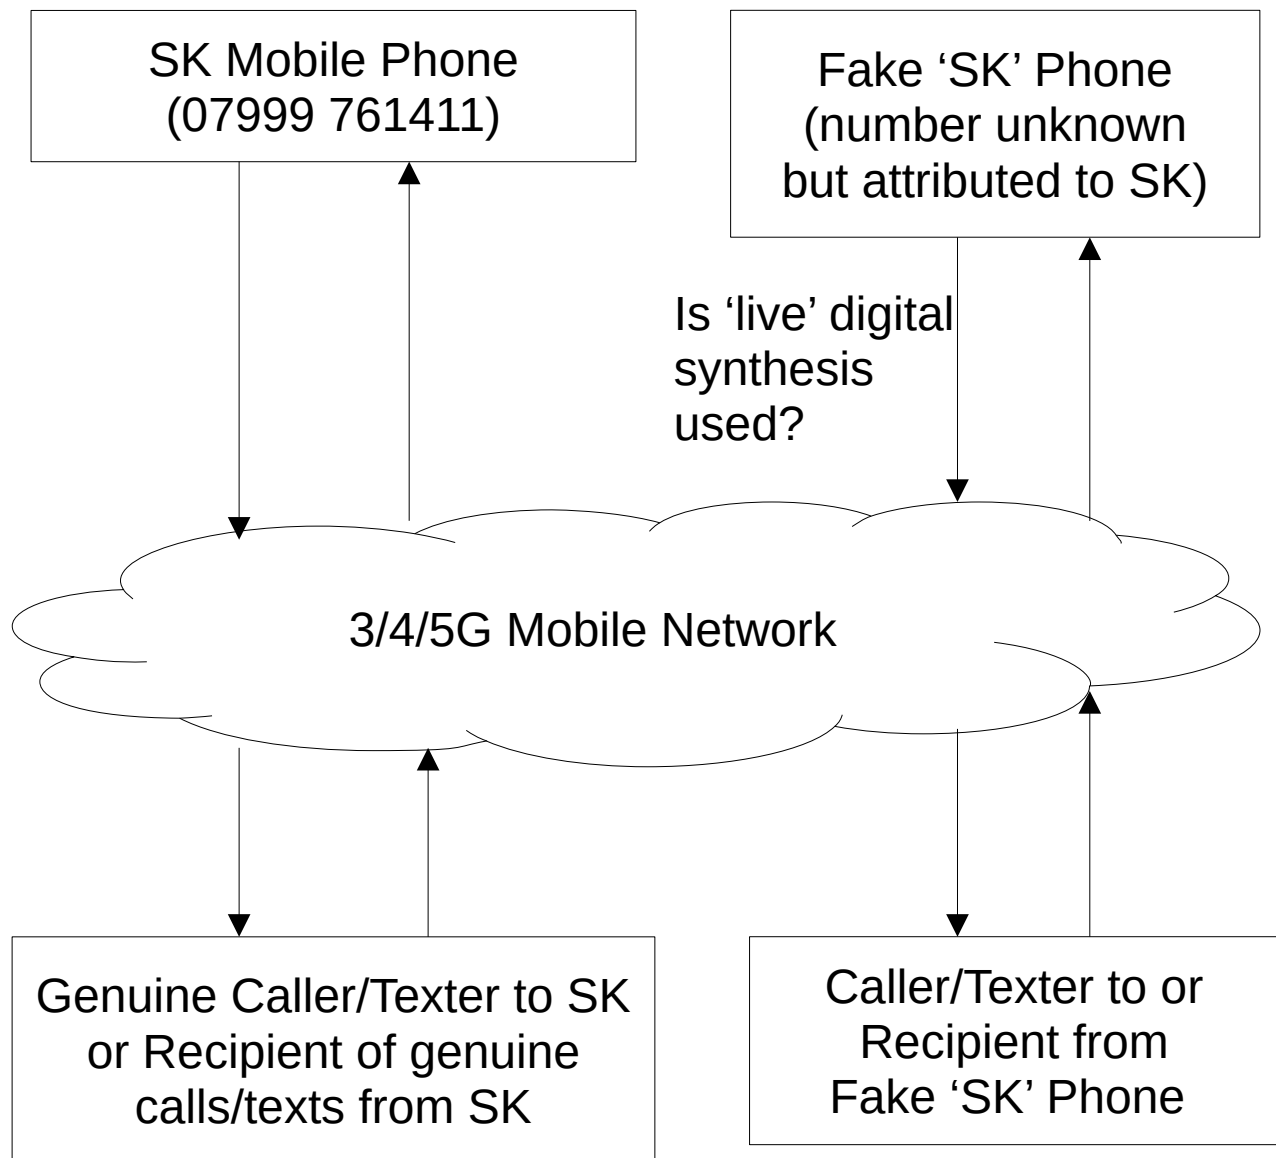 SK Mobile Phone
(07999 761411)
Fake ‘SK’ Phone
(number unknown
but attributed to SK)
Is ‘live’ digital
synthesis
used?
3/4/5G Mobile Network
Genuine Caller/Texter to SK
or Recipient of genuine
calls/texts from SK
Caller/Texter to or
Recipient from
Fake ‘SK’ Phone